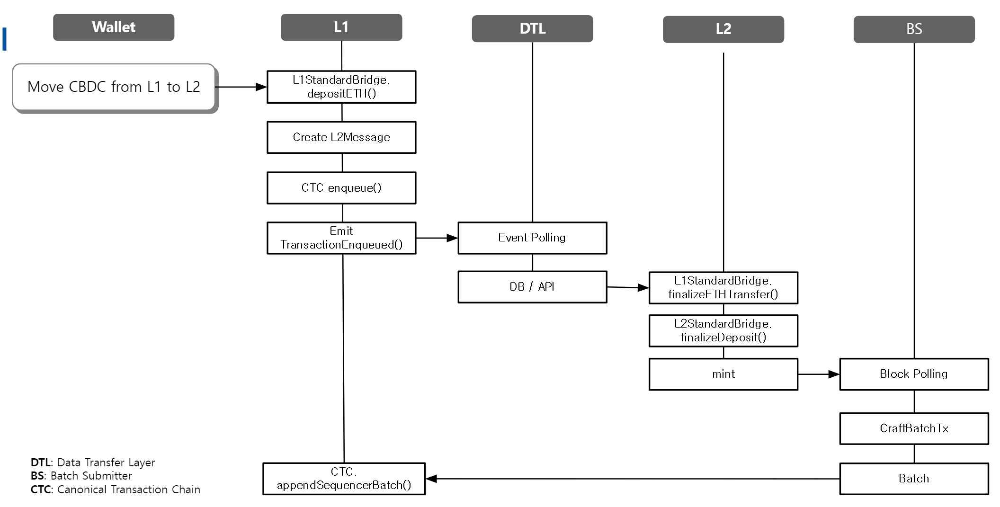 Wallet
L1
DTL
L2
BS
Move CBDC from L1 to L2
L1StandardBridge.
depositETH()
Create L2Message
CTC enqueue()
Emit
TransactionEnqueued()
Event Polling
DB / API
L1StandardBridge.
finalizeETHTransfer()
L2StandardBridge.
finalizeDeposit()
mint
Block Polling
CraftBatchTx
Batch
CTC.
appendSequencerBatch()
DTL: Data Transfer Layer
BS: Batch Submitter
CTC: Canonical Transaction Chain